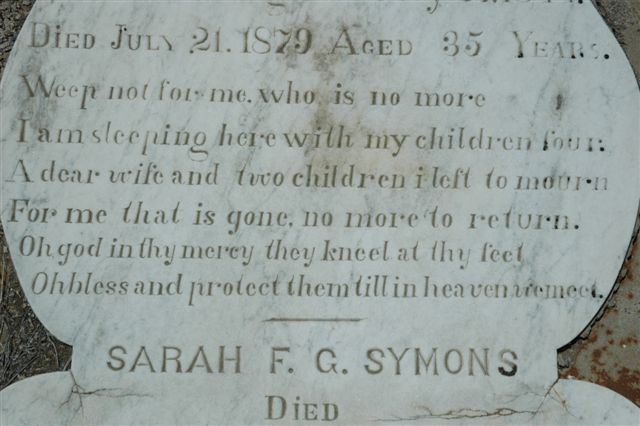 Died July 21. 1879 Aged 35 Years.
Weep not for me. who is no more
I am sleeping here with my children four.
A dear wife and two children i left to mourn
For me that is gone, no more to return.
Oh, god in thy mercy they kneel at thy feet
Oh bless and protect them till in heaven we meet.
SARAH F. G. SYMONS
Died